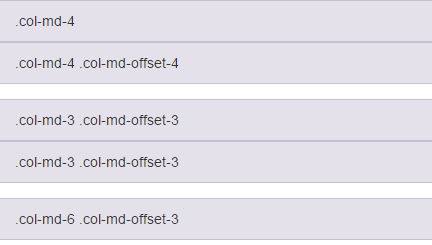 .col-md-4
.col-md-4 .col-md-offset-4
.col-md-3 .col-md-offset-3
.col-md-3 .col-md-offset-3
.col-md-6 .col-md-offset-3